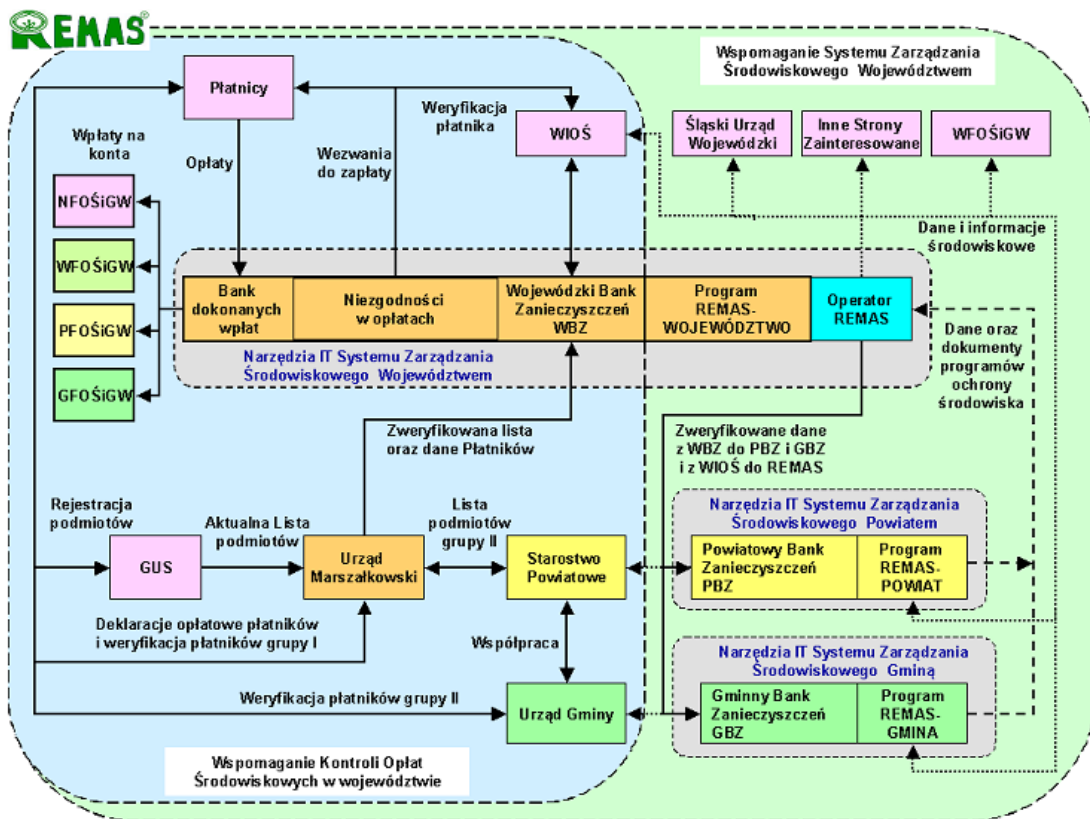 REMAS®
Wspomaganie Systemu Zarządzania
Środowiskowego Województwem
Płatnicy
Weryfikacja
płatnika
WIOŚ
Śląski Urząd
Wojewódzki
Inne Strony
Zainteresowane
WFOŚiGW
Wpłaty na
konta
Opłaty
Wezwania
do zapłaty
NFOŚiGW
WFOŚiGW
PFOŚiGW
GFOŚiGW
Dane i informacje
środowiskowe
Bank
dokonanych
wpłat
Niezgodności
w opłatach
Wojewódzki Bank
Zanieczyszczeń
WBZ
Program
REMAS-
WOJEWÓDZTWO
Operator
REMAS
Narzędzia IT Systemu Zarządzania
Środowiskowego Województwem
Dane oraz
dokumenty
programów
ochrony
środowiska
Zweryfikowana lista
oraz dane Płatników
Zweryfikowane dane
z WBZ do PBZ i GBZ
i z WIOŚ do REMAS
Rejestracja
podmiotów
Aktualna Lista
podmiotów
Lista
podmiotów
grupy II
GUS
Urząd
Marszałkowski
Starostwo
Powiatowe
Narzędzia IT Systemu Zarządzania
Środowiskowego Powiatem
Powiatowy Bank
Zanieczyszczeń
PBZ
Program
REMAS-
POWIAT
Deklaracje opłatowe płatników
i weryfikacja płatników grupy I
Współpraca
Weryfikacja płatników grupy II
Urząd Gminy
Narzędzia IT Systemu Zarządzania
Środowiskowego Gminą
Gminny Bank
Zanieczyszczeń
GBZ
Program
REMAS-
GMINA
Wspomaganie Kontroli Opłat
Środowiskowych w województwie